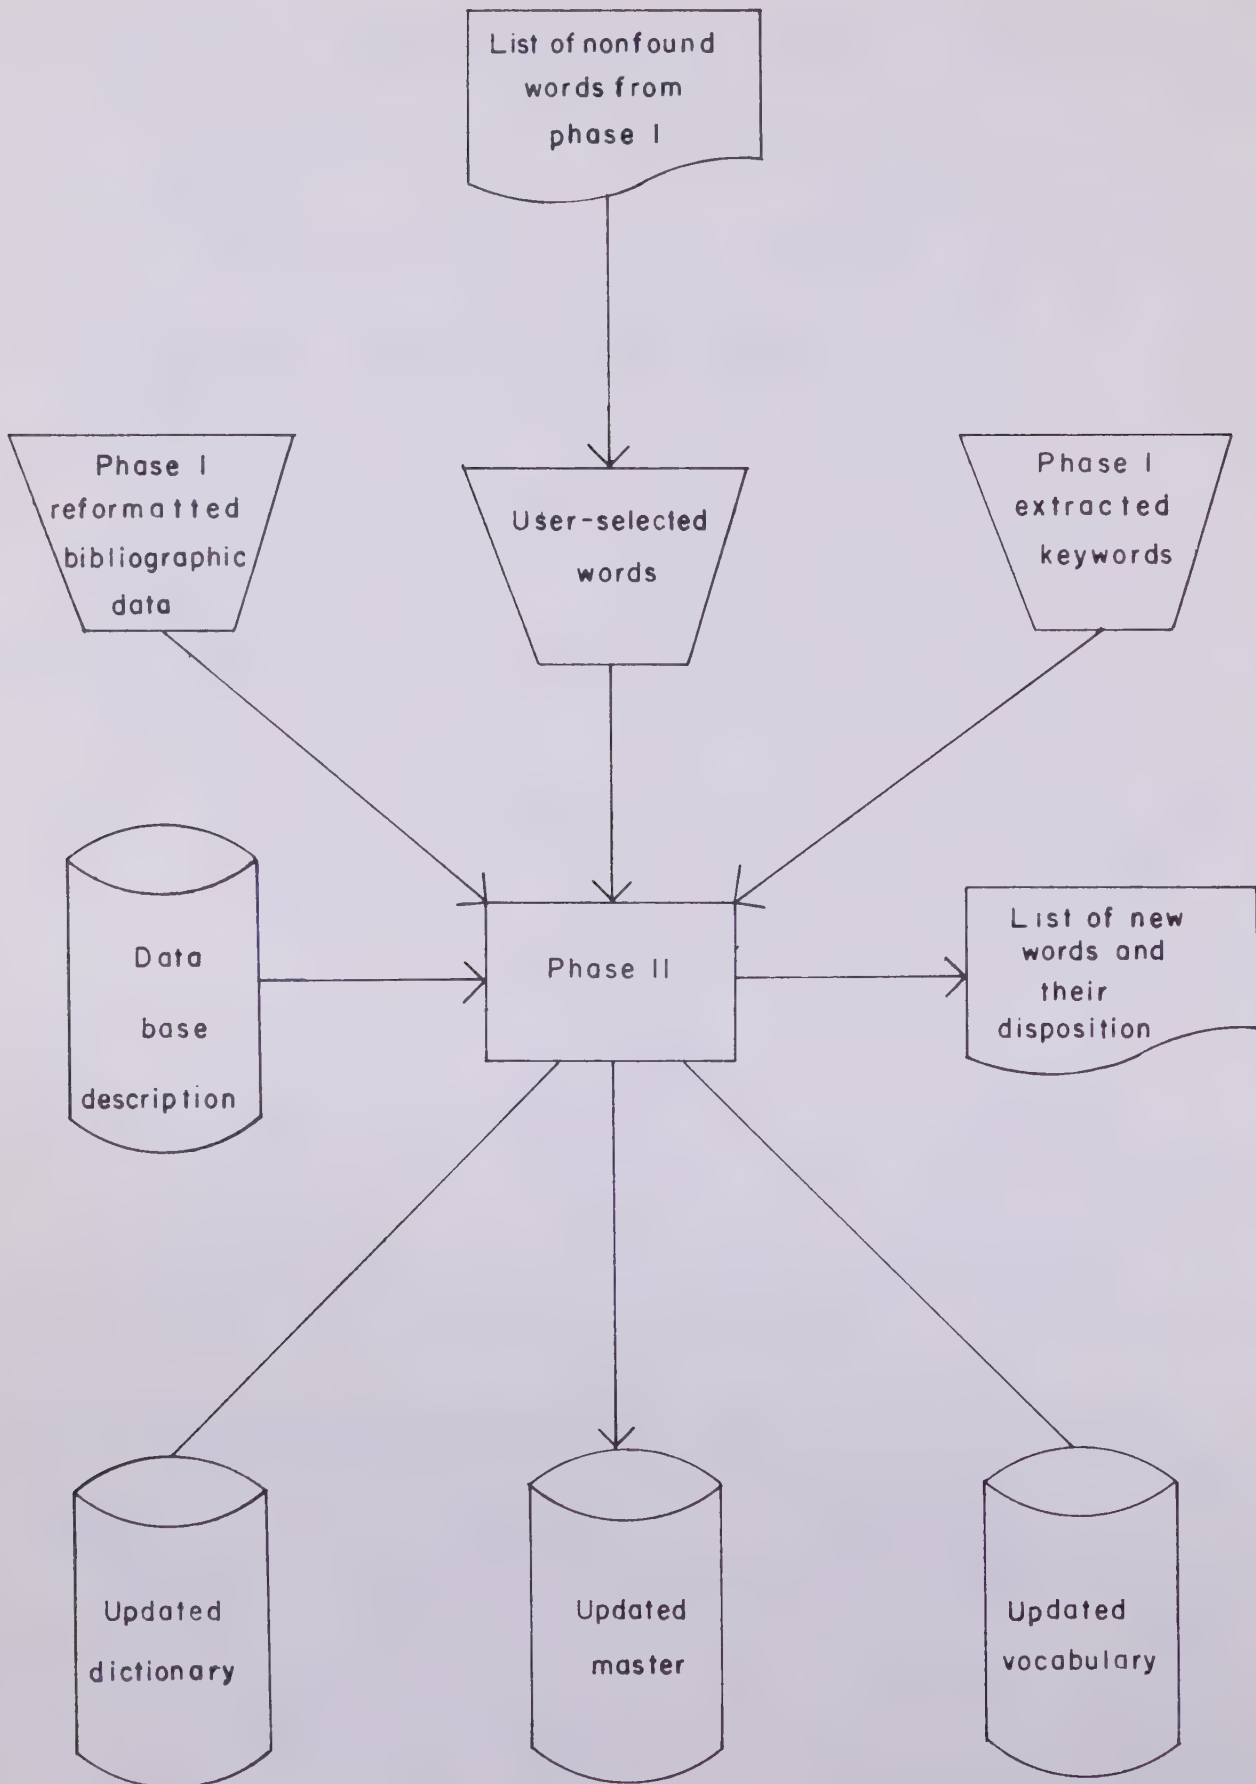 List of nonfound
words from
phase I
Phase I
reformatted
bibliographic
data
User-selected
words
Phase I
extracted
keywords
Data
base
description
Phase II
List of new
words and
their
disposition
Updated
dictionary
Updated
master
Updated
vocabulary